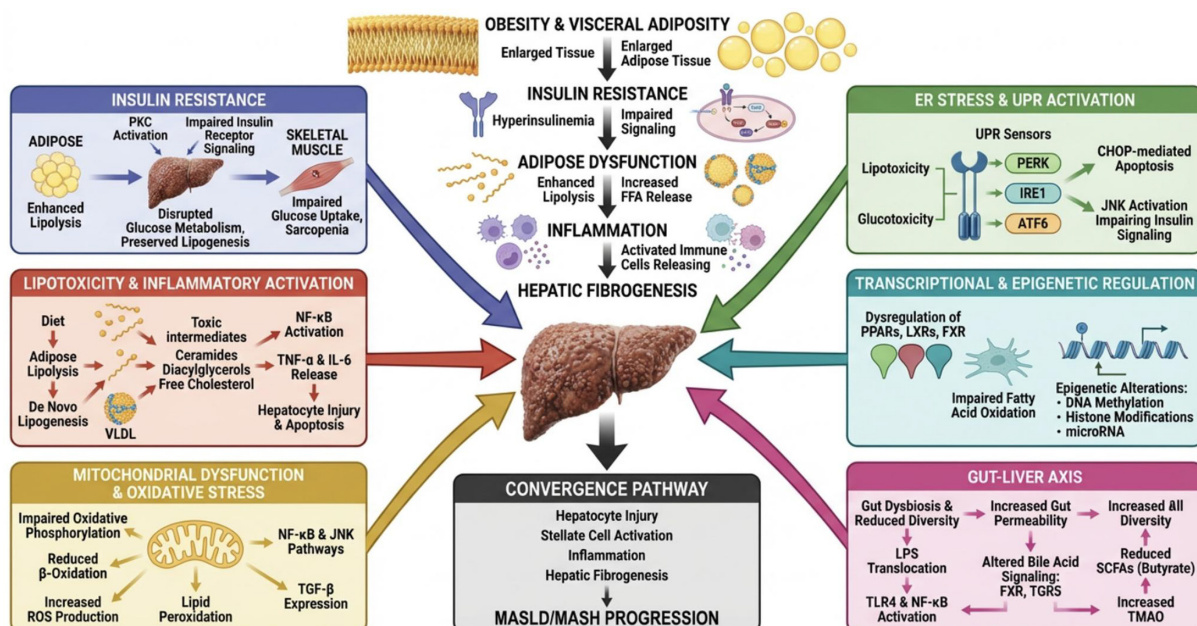 OBESITY & VISCERAL ADIPOSITY
Enlarged Tissue
Enlarged
Adipose Tissue
INSULIN RESISTANCE
Hyperinsulinemia
Impaired
Signaling
ADIPOSE DYSFUNCTION
Enhanced
Lipolysis
Increased
FFA Release
INFLAMMATION
Activated Immune
Cells Releasing
HEPATIC FIBROGENESIS
INSULIN RESISTANCE
ADIPOSE
Enhanced
Lipolysis
PKC
Activation
Impaired Insulin
Receptor
Signaling
Disrupted
Glucose Metabolism,
Preserved Lipogenesis
SKELETAL
MUSCLE
Impaired
Glucose Uptake,
Sarcopenia
LIPOTOXICITY & INFLAMMATORY ACTIVATION
Diet
Adipose
Lipolysis
De Novo
Lipogenesis
VLDL
Toxic
intermediates
Ceramides
Diacylglycerols
Free Cholesterol
NF-κB
Activation
TNF-α & IL-6
Release
Hepatocyte Injury
& Apoptosis
MITOCHONDRIAL DYSFUNCTION
& OXIDATIVE STRESS
Impaired Oxidative
Phosphorylation
Reduced
β-Oxidation
Increased
ROS Production
Lipid
Peroxidation
NF-κB & JNK
Pathways
TGF-β
Expression
CONVERGENCE PATHWAY
Hepatocyte Injury
Stellate Cell Activation
Inflammation
Hepatic Fibrogenesis
MASLD/MASH PROGRESSION
ER STRESS & UPR ACTIVATION
UPR Sensors
Lipotoxicity
Glucotoxicity
PERK
IRE1
ATF6
CHOP-mediated
Apoptosis
JNK Activation
Impairing Insulin
Signaling
TRANSCRIPTIONAL & EPIGENETIC REGULATION
Dysregulation of
PPARs, LXRs, FXR
Impaired Fatty
Acid Oxidation
Epigenetic Alterations:
• DNA Methylation
• Histone Modifications
• microRNA
GUT-LIVER AXIS
Gut Dysbiosis &
Reduced Diversity
LPS
Translocation
TLR4 & NF-κB
Activation
Increased Gut
Permeability
Altered Bile Acid
Signaling:
FXR, TGRS
Increased
Diversity
Reduced
SCFAs (Butyrate)
Increased
TMAO